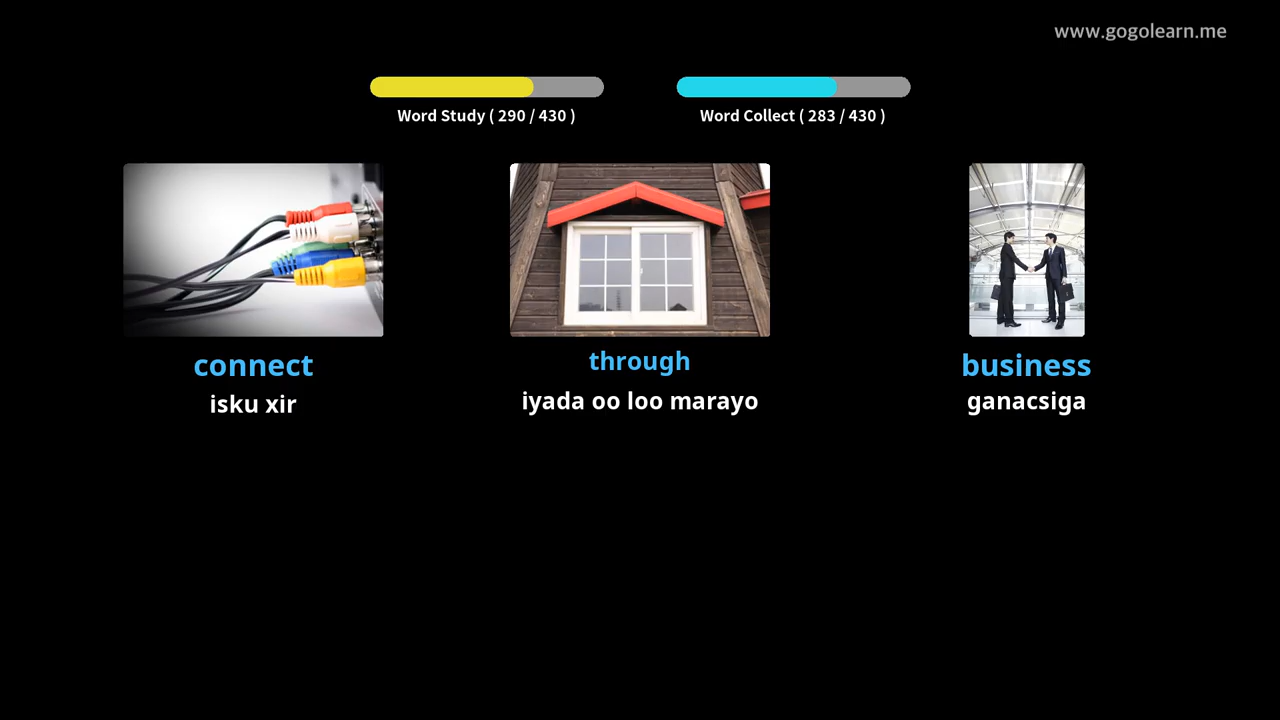 www.gogolearn.me
Word Study ( 290 / 430 )
Word Collect ( 283 / 430 )
connect
isku xir
through
iyada oo loo marayo
business
ganacsiga